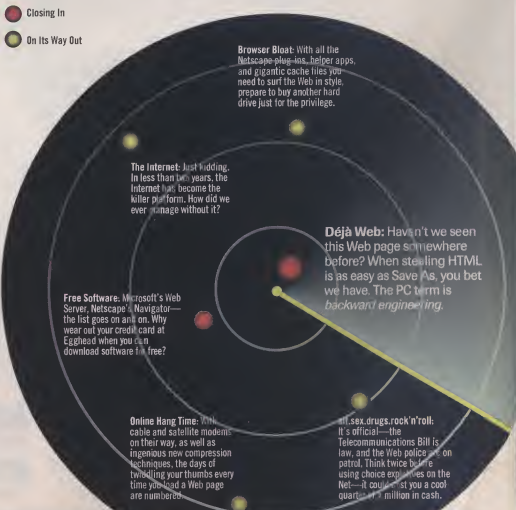 Closing In
On Its Way Out
Browser Bloat: With all the
Netscape plug-ins, helper apps,
and gigantic cache files you
need to surf the Web in style,
prepare to buy another hard
drive just for the privilege.
The Internet: Just kidding.
In less than two years, the
Internet has become the
killer platform. How did we
ever manage without it?
Déjà Web: Haven't we seen
this Web page somewhere
before? When stealing HTML
is as easy as Save As, you bet
we have. The PC term is
backward engineering.
Free Software: Microsoft's Web
Server, Netscape's Navigator—
the list goes on and on. Why
wear out your credit card at
Egghead when you can
download software for free?
Online Hang Time: With
cable and satellite modems
on their way, as well as
ingenious new compression
techniques, the days of
twiddling your thumbs every
time you load a Web page
are numbered.
alt.sex.drugs.rock'n'roll:
It's official—the
Telecommunications Bill is
law, and the Web police are on
patrol. Think twice before
using choice expletives on the
Net—it could cost you a cool
quarter of a million in cash.